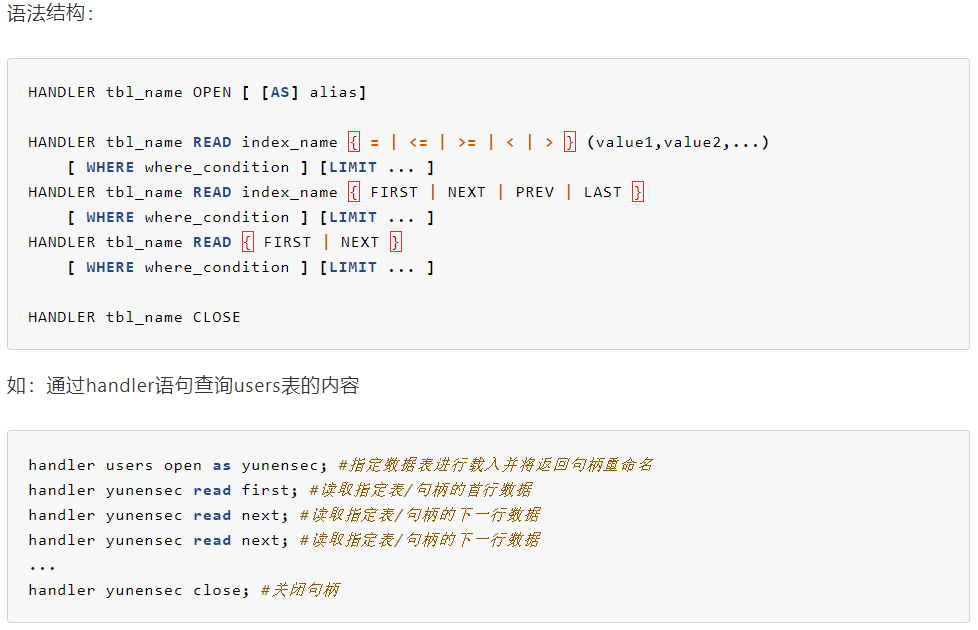 语法结构：
HANDLER tbl_name OPEN [ [AS] alias]
HANDLER tbl_name READ index_name { = | <= | >= | < | > } (value1,value2,...)
[ WHERE where_condition ] [LIMIT ... ]
HANDLER tbl_name READ index_name { FIRST | NEXT | PREV | LAST }
[ WHERE where_condition ] [LIMIT ... ]
HANDLER tbl_name READ { FIRST | NEXT }
[ WHERE where_condition ] [LIMIT ... ]
HANDLER tbl_name CLOSE
如：通过handler语句查询users表的内容
handler users open as yunensec; #指定数据表进行载入并将返回句柄重命名
handler yunensec read first; #读取指定表/句柄的首行数据
handler yunensec read next; #读取指定表/句柄的下一行数据
handler yunensec read next; #读取指定表/句柄的下一行数据
...
handler yunensec close; #关闭句柄